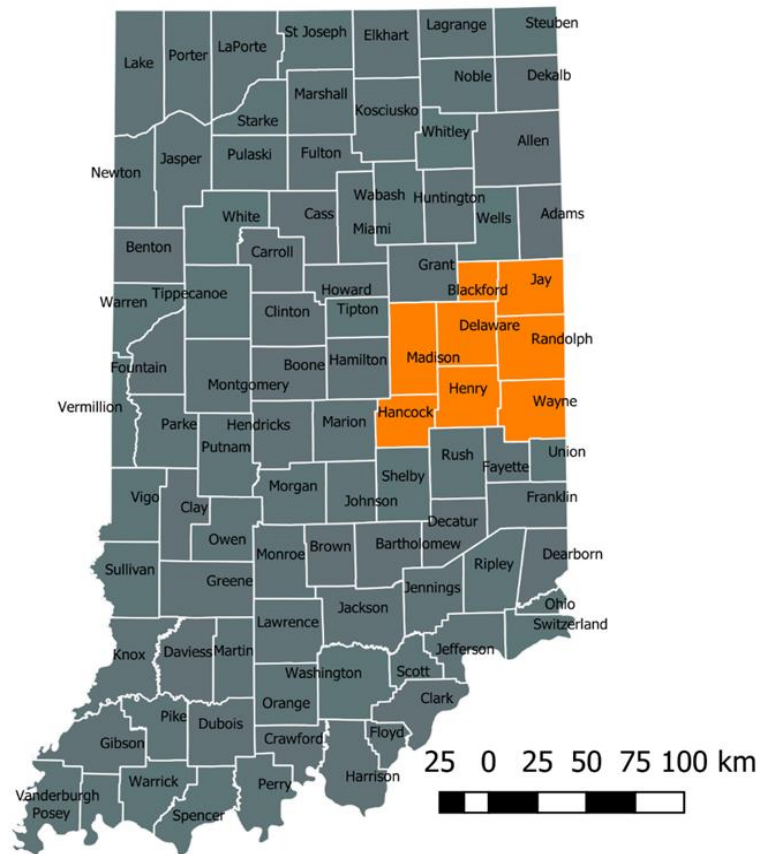 Steuben
Lagrange
St Joseph
Elkhart
LaPorte
Porter
Lake
Noble
Dekalb
Marshall
Kosciusko
Starke
Whitley
Allen
Fulton
Pulaski
Jasper
Newton
Wabash
Huntington
Adams
Cass
White
Wells
Miami
Benton
Carroll
Grant
Jay
Howard
Blackford
Tippecanoe
Warren
Tipton
Clinton
Delaware
Randolph
Madison
Hamilton
Boone
Fountain
Montgomery
Henry
Wayne
Vermillion
Hancock
Hendricks
Marion
Parke
Putnam
Union
Rush
Fayette
Shelby
Morgan
Franklin
Vigo
Johnson
Clay
Decatur
Owen
Bartholomew
Brown
Monroe
Dearborn
Ripley
Sullivan
Greene
Jennings
Ohio
Jackson
Switzerland
Lawrence
Jefferson
Martin
Daviess
Knox
Washington
Scott
Clark
Orange
Pike
Dubois
Floyd
Crawford
Gibson
Harrison
Perry
Warrick
Vanderburgh
Posey
Spencer
25 0 25 50 75 100 km